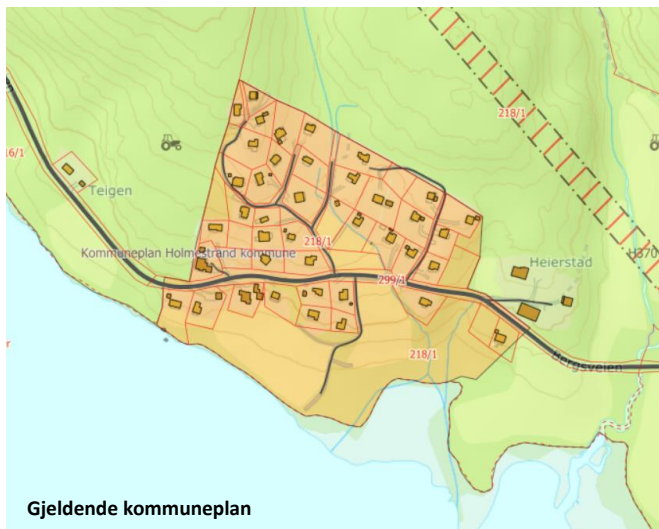 218/1
16/1
Teigen
218/1
Kommuneplan Holmestrand kommune
Heierstad
H370
299/1
218/1
Bergsveien
Gjeldende kommuneplan